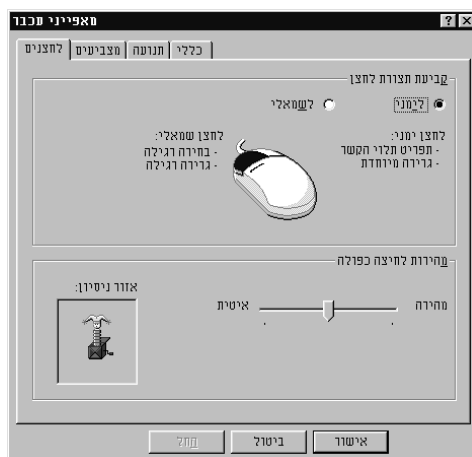 מאפייני עכבר
לחצנים
מצביעים
תנועה
כללי
קביעת תצורת לחצן
לימני
לשמאלי
לחצן ימני:
- תפריט תלוי הקשר
- גרירה מיוחדת
לחצן שמאלי:
- בחירה רגילה
- גרירה רגילה
מהירות לחיצה כפולה
מהירה
איטית
אזור ניסיון:
אישור
ביטול
החל